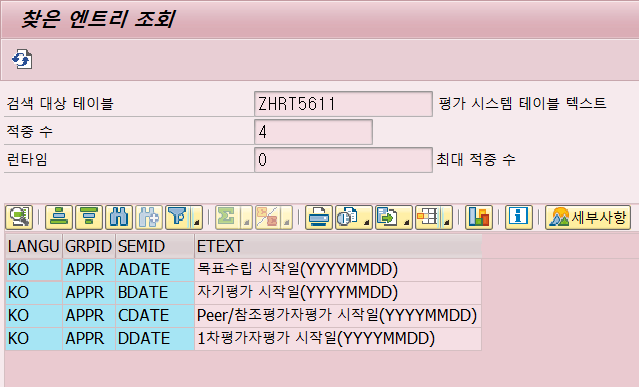 찾은 엔트리 조회
검색 대상 테이블 ZHRT5611 평가 시스템 테이블 텍스트
적중 수 4
런타임 0 최대 적중 수
세부사항
LANGU GRPID SEMID ETEXT
KO APPR ADATE 목표수립 시작일(YYYYMMDD)
KO APPR BDATE 자기평가 시작일(YYYYMMDD)
KO APPR CDATE Peer/참조평가자평가 시작일(YYYYMMDD)
KO APPR DDATE 1차평가자평가 시작일(YYYYMMDD)